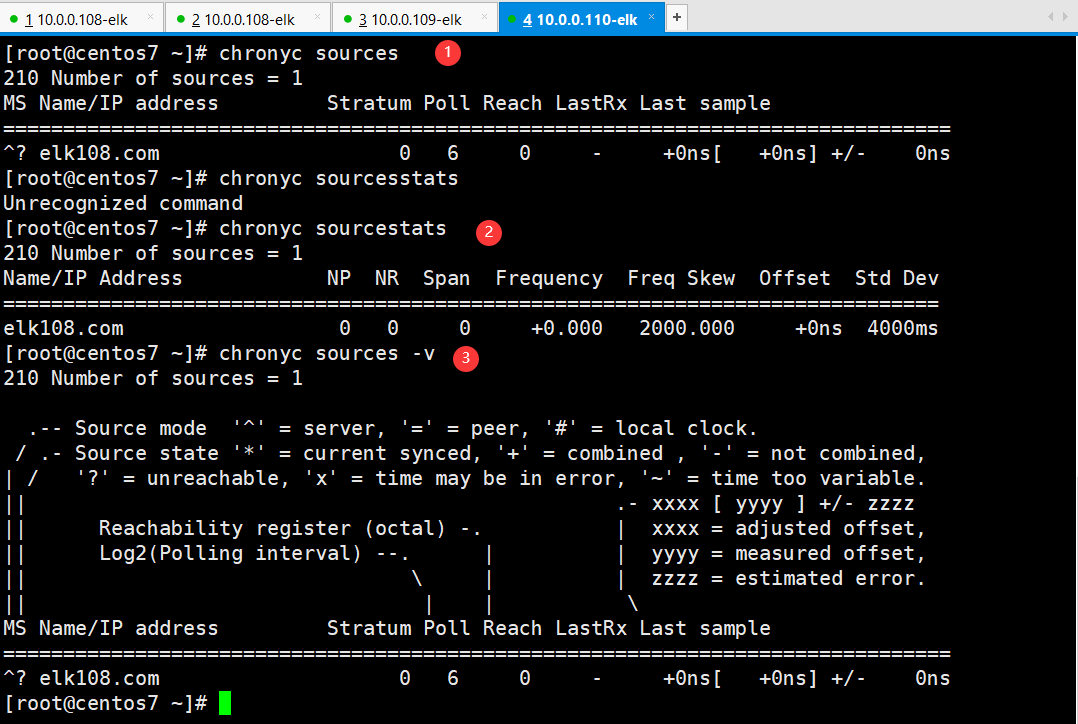 1 10.0.0.108-elk × 2 10.0.0.108-elk × 3 10.0.0.109-elk × 4 10.0.0.110-elk × +
[root@centos7 ~]# chronyc sources 1
210 Number of sources = 1
MS Name/IP address         Stratum Poll Reach LastRx Last sample
===============================================================================
^? elk108.com                    0   6     0     -     +0ns[   +0ns] +/-    0ns
[root@centos7 ~]# chronyc sourcesstats
Unrecognized command
[root@centos7 ~]# chronyc sourcestats 2
210 Number of sources = 1
Name/IP Address            NP  NR  Span  Frequency  Freq Skew  Offset  Std Dev
==============================================================================
elk108.com                  0   0     0     +0.000   2000.000     +0ns  4000ms
[root@centos7 ~]# chronyc sources -v 3
210 Number of sources = 1
  .-- Source mode  '^' = server, '=' = peer, '#' = local clock.
 / .- Source state '*' = current synced, '+' = combined , '-' = not combined,
| /   '?' = unreachable, 'x' = time may be in error, '~' = time too variable.
||                                                 .- xxxx [ yyyy ] +/- zzzz
||      Reachability register (octal) -.           |  xxxx = adjusted offset,
||      Log2(Polling interval) --.      |          |  yyyy = measured offset,
||                                \     |          |  zzzz = estimated error.
||                                 |    |           \
MS Name/IP address         Stratum Poll Reach LastRx Last sample
===============================================================================
^? elk108.com                    0   6     0     -     +0ns[   +0ns] +/-    0ns
[root@centos7 ~]#